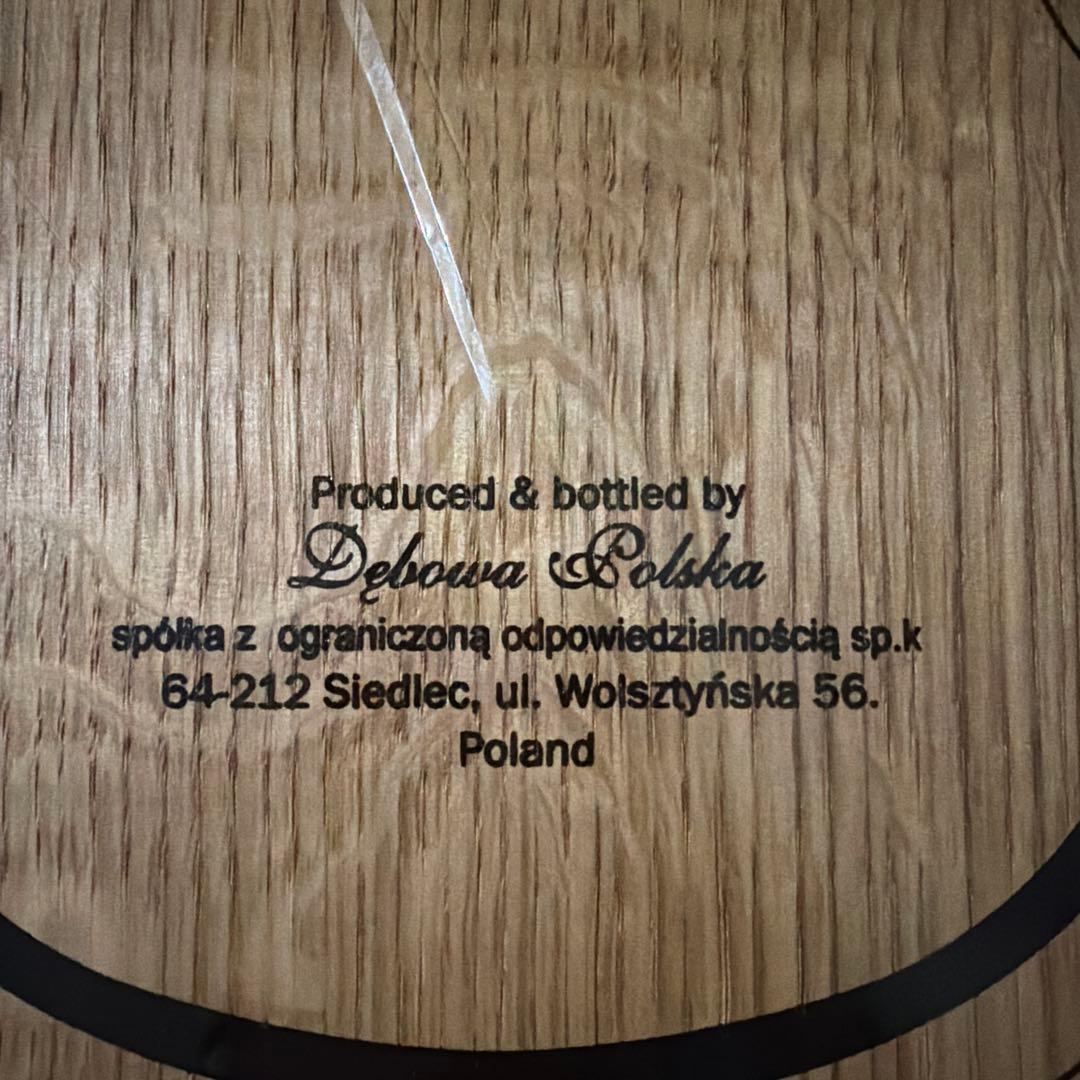 Produced & bottled by
Dębowa Polska
spółka z ograniczoną odpowiedzialnością sp.k
64-212 Siedlec, ul. Wolsztyńska 56.
Poland